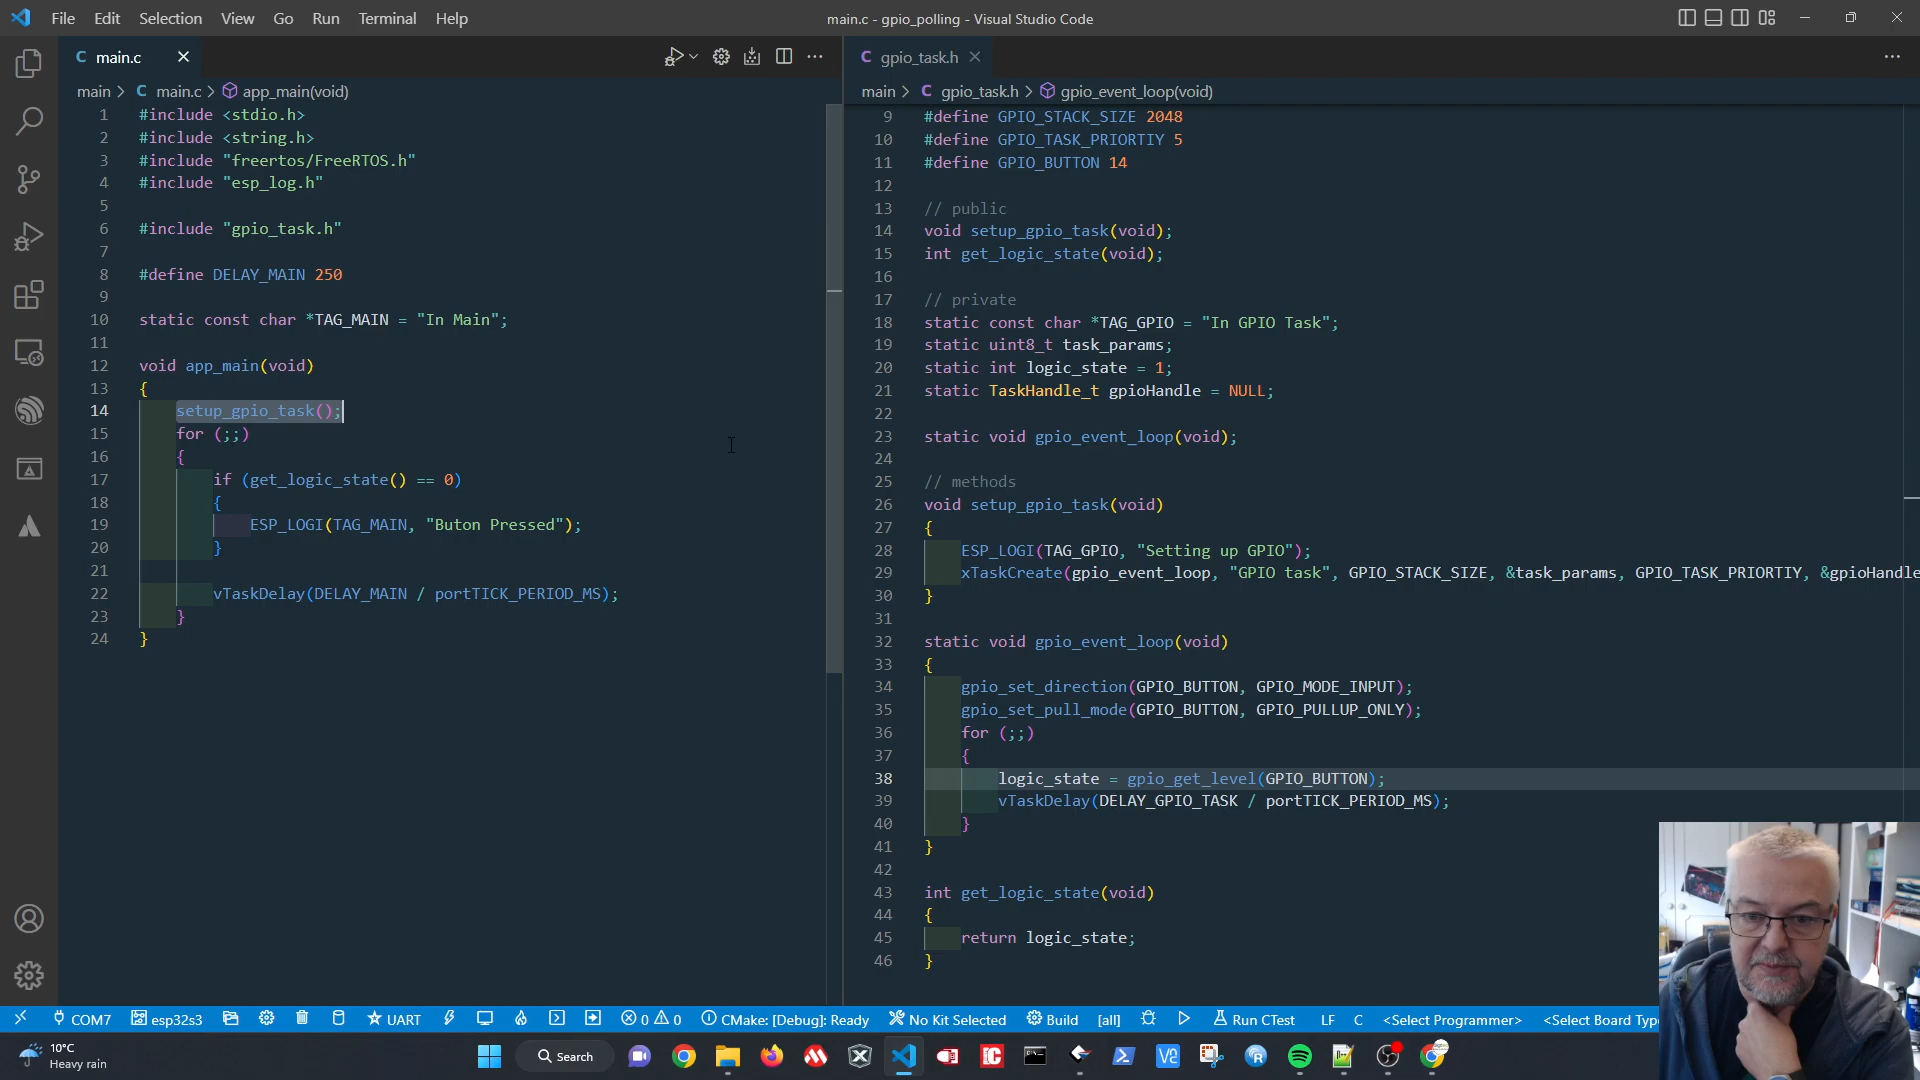 File Edit Selection View Go Run Terminal Help
main.c - gpio_polling - Visual Studio Code
C main.c
main > C main.c > app_main(void)
1 #include <stdio.h>
2 #include <string.h>
3 #include "freertos/FreeRTOS.h"
4 #include "esp_log.h"
5
6 #include "gpio_task.h"
7
8 #define DELAY_MAIN 250
9
10 static const char *TAG_MAIN = "In Main";
11
12 void app_main(void)
13 {
14 setup_gpio_task();
15 for (;;)
16 {
17 if (get_logic_state() == 0)
18 {
19 ESP_LOGI(TAG_MAIN, "Buton Pressed");
20 }
21
22 vTaskDelay(DELAY_MAIN / portTICK_PERIOD_MS);
23 }
24 }
C gpio_task.h
main > C gpio_task.h > gpio_event_loop(void)
9 #define GPIO_STACK_SIZE 2048
10 #define GPIO_TASK_PRIORTIY 5
11 #define GPIO_BUTTON 14
12
13 // public
14 void setup_gpio_task(void);
15 int get_logic_state(void);
16
17 // private
18 static const char *TAG_GPIO = "In GPIO Task";
19 static uint8_t task_params;
20 static int logic_state = 1;
21 static TaskHandle_t gpioHandle = NULL;
22
23 static void gpio_event_loop(void);
24
25 // methods
26 void setup_gpio_task(void)
27 {
28 ESP_LOGI(TAG_GPIO, "Setting up GPIO");
29 xTaskCreate(gpio_event_loop, "GPIO task", GPIO_STACK_SIZE, &task_params, GPIO_TASK_PRIORTIY, &gpioHandle
30 }
31
32 static void gpio_event_loop(void)
33 {
34 gpio_set_direction(GPIO_BUTTON, GPIO_MODE_INPUT);
35 gpio_set_pull_mode(GPIO_BUTTON, GPIO_PULLUP_ONLY);
36 for (;;)
37 {
38 logic_state = gpio_get_level(GPIO_BUTTON);
39 vTaskDelay(DELAY_GPIO_TASK / portTICK_PERIOD_MS);
40 }
41 }
42
43 int get_logic_state(void)
44 {
45 return logic_state;
46 }
COM7 esp32s3 UART 0 0 CMake: [Debug]: Ready No Kit Selected Build [all] Run CTest LF C <Select Programmer> <Select Board Typ
10°C
Heavy rain
Search